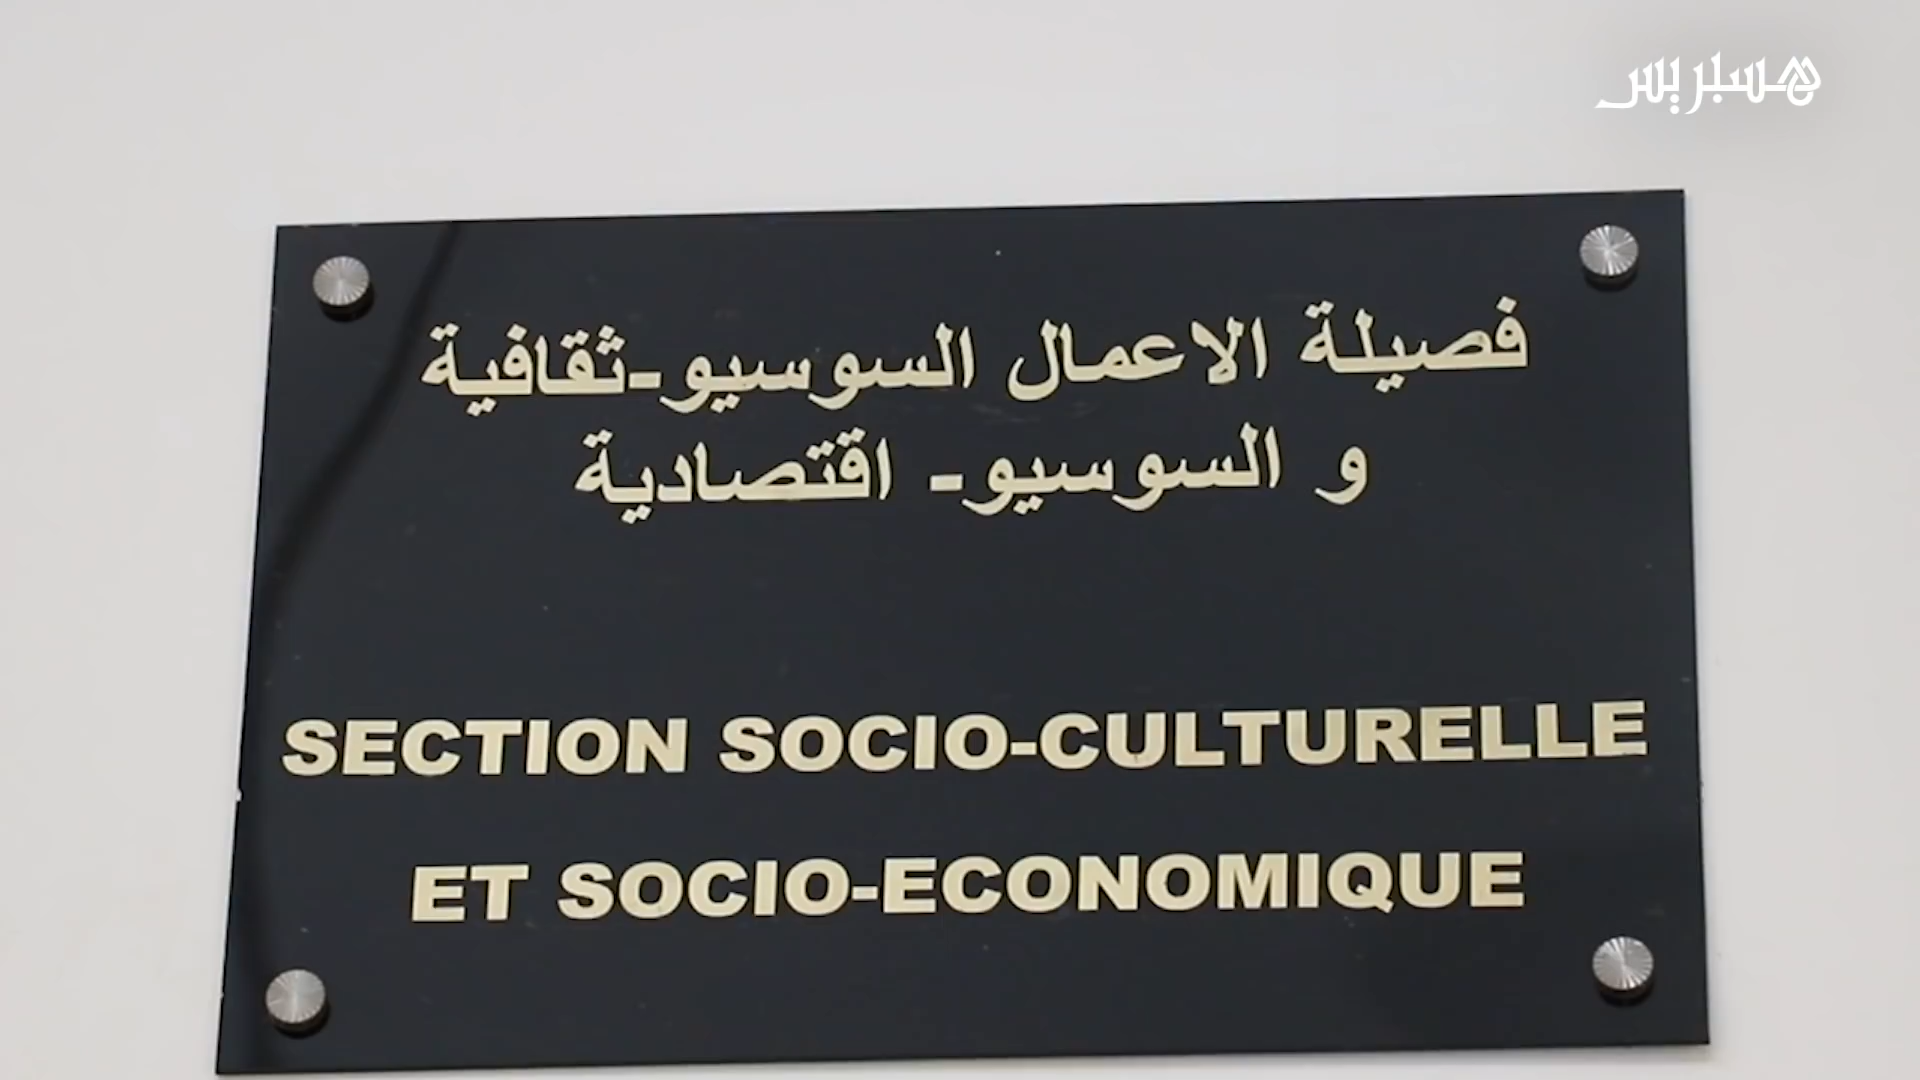 هسبريس
فصيلة الاعمال السوسيو-ثقافية
و السوسيو- اقتصادية
SECTION SOCIO-CULTURELLE
ET SOCIO-ECONOMIQUE